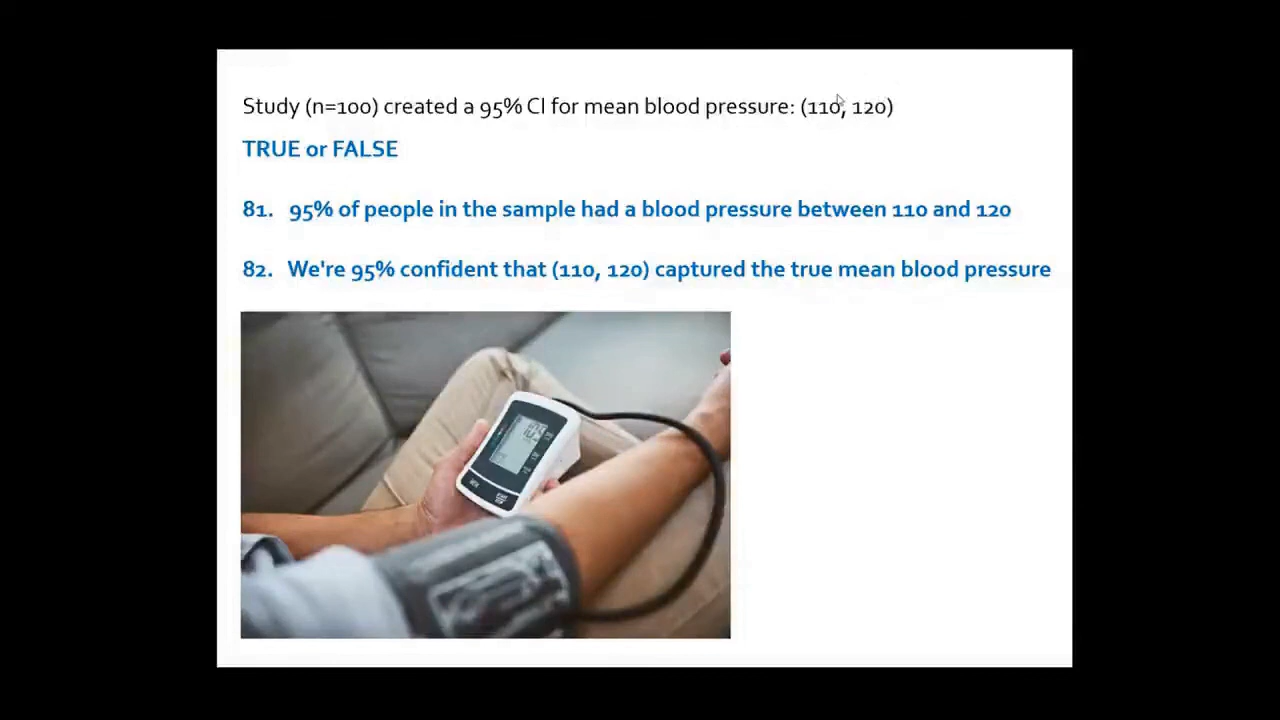 Study (n=100) created a 95% CI for mean blood pressure: (110, 120)
TRUE or FALSE
81. 95% of people in the sample had a blood pressure between 110 and 120
82. We're 95% confident that (110, 120) captured the true mean blood pressure